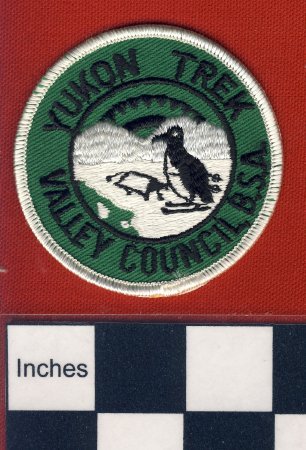 YUKON TREK
VALLEY COUNCIL B.S.A.
Inches